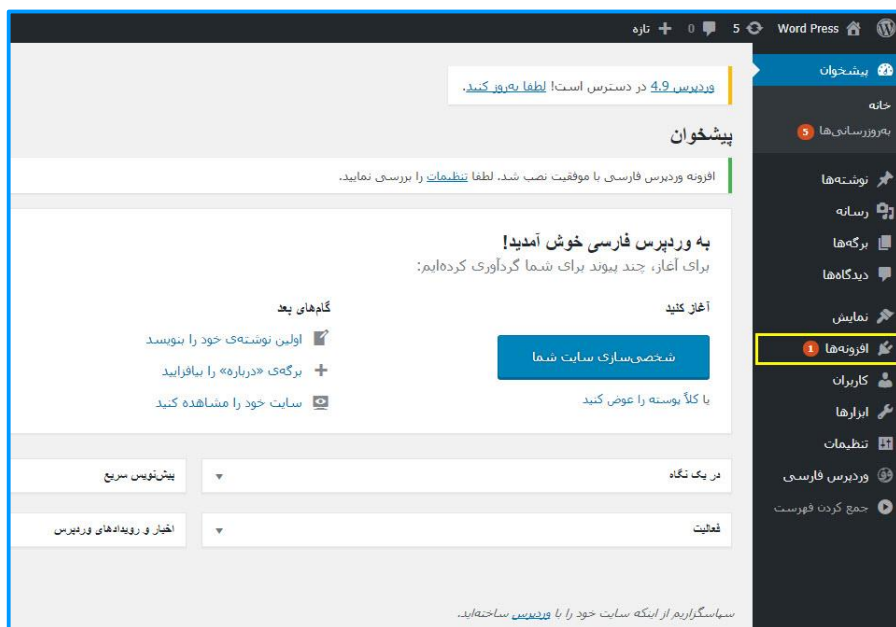 Word Press 5 0 تازه
پیشخوان
خانه
به‌روزرسانی‌ها 5
نوشته‌ها
رسانه
برگه‌ها
دیدگاه‌ها
نمایش
افزونه‌ها 1
کاربران
ابزارها
تنظیمات
وردپرس فارسی
جمع کردن فهرست
وردپرس 4.9 در دسترس است! لطفا به‌روز کنید.
پیشخوان
افزونه وردپرس فارسی با موفقیت نصب شد. لطفا تنظیمات را بررسی نمایید.
به وردپرس فارسی خوش آمدید!
برای آغاز، چند پیوند برای شما گردآوری کرده‌ایم:
آغاز کنید
شخصی‌سازی سایت شما
یا کلاً پوسته را عوض کنید
گام‌های بعد
اولین نوشته‌ی خود را بنویسد
برگه‌ی «درباره» را بیافزایید
سایت خود را مشاهده کنید
در یک نگاه
پیش‌نویس سریع
فعالیت
اخبار و رویدادهای وردپرس
سپاسگزاریم از اینکه سایت خود را با وردپرس ساخته‌اید.